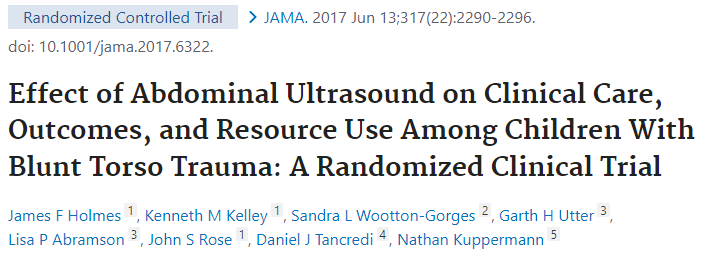 Randomized Controlled Trial > JAMA. 2017 Jun 13;317(22):2290-2296.
doi: 10.1001/jama.2017.6322.
Effect of Abdominal Ultrasound on Clinical Care,
Outcomes, and Resource Use Among Children With
Blunt Torso Trauma: A Randomized Clinical Trial
James F Holmes 1, Kenneth M Kelley 1, Sandra L Wootton-Gorges 2, Garth H Utter 3,
Lisa P Abramson 3, John S Rose 1, Daniel J Tancredi 4, Nathan Kuppermann 5